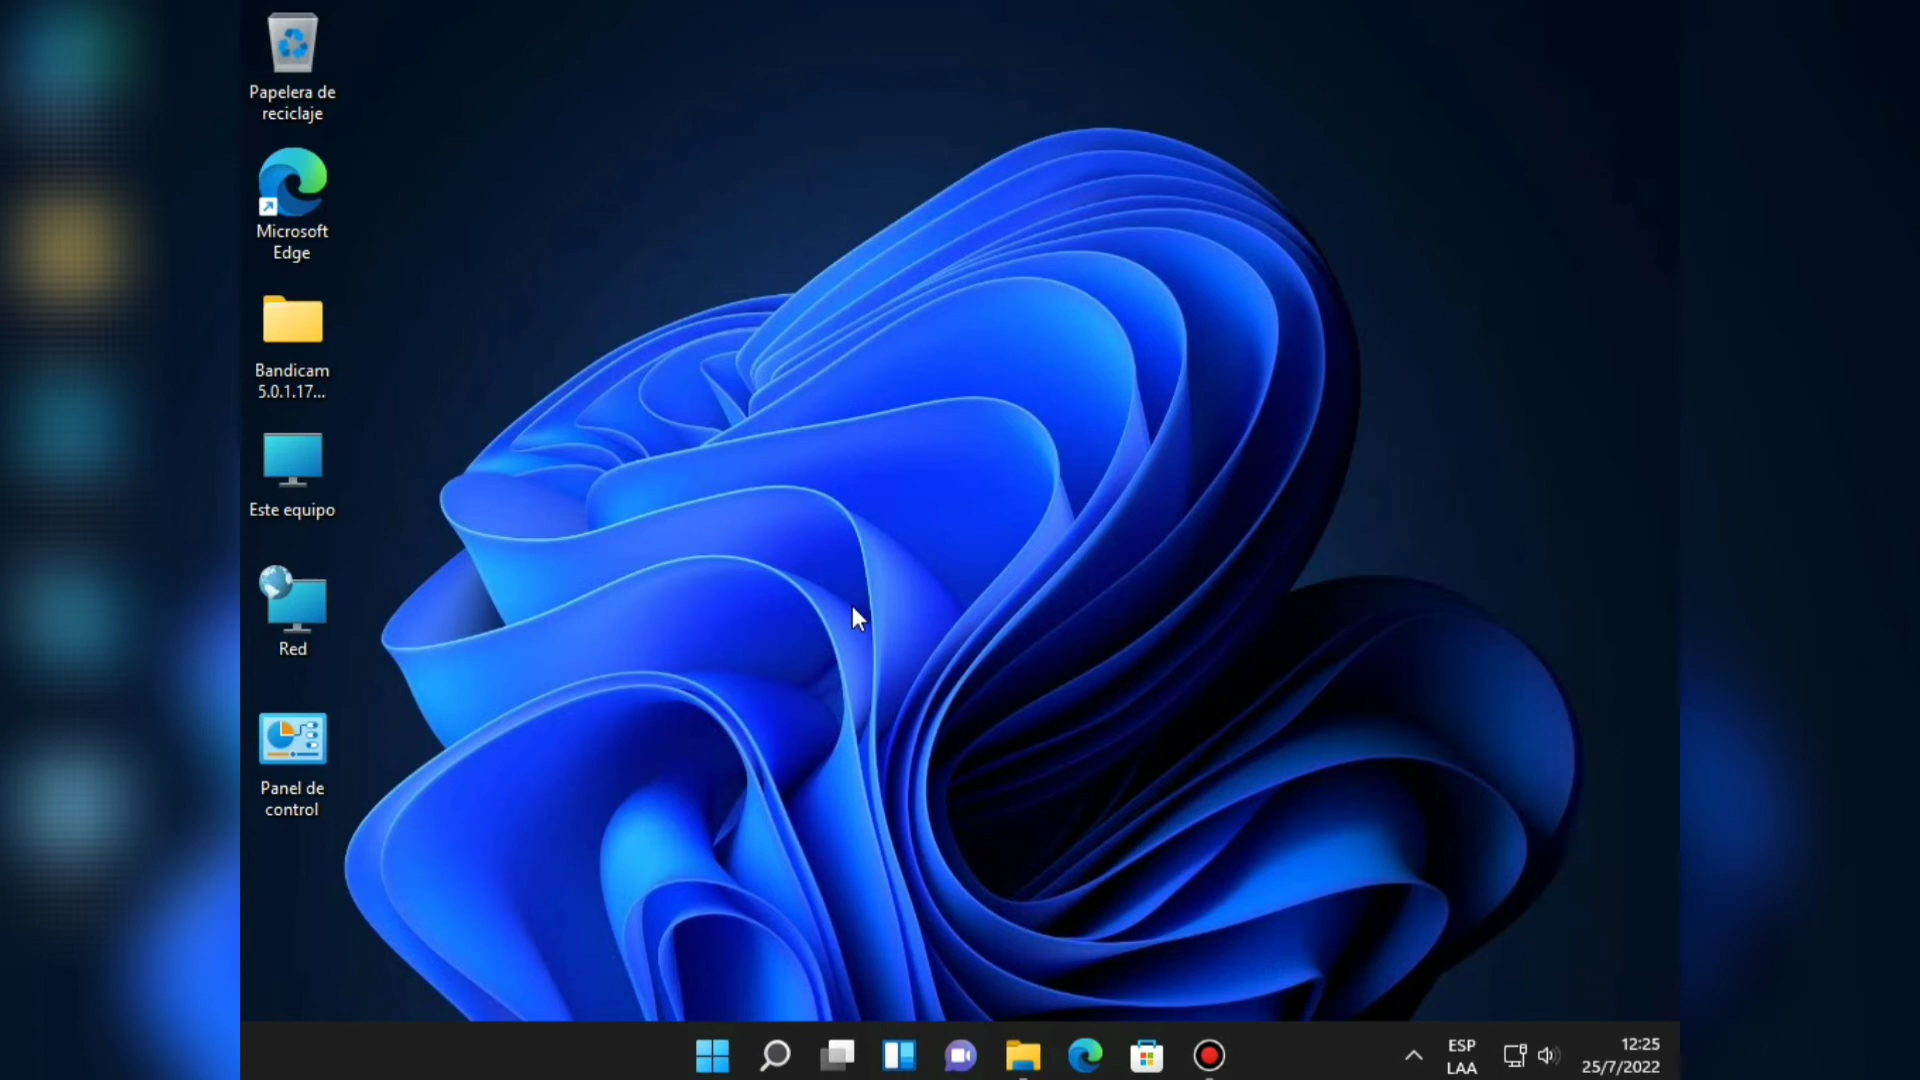 Papelera de
reciclaje
Microsoft
Edge
Bandicam
5.0.1.17...
Este equipo
Red
Panel de
control
ESP
LAA
12:25
25/7/2022